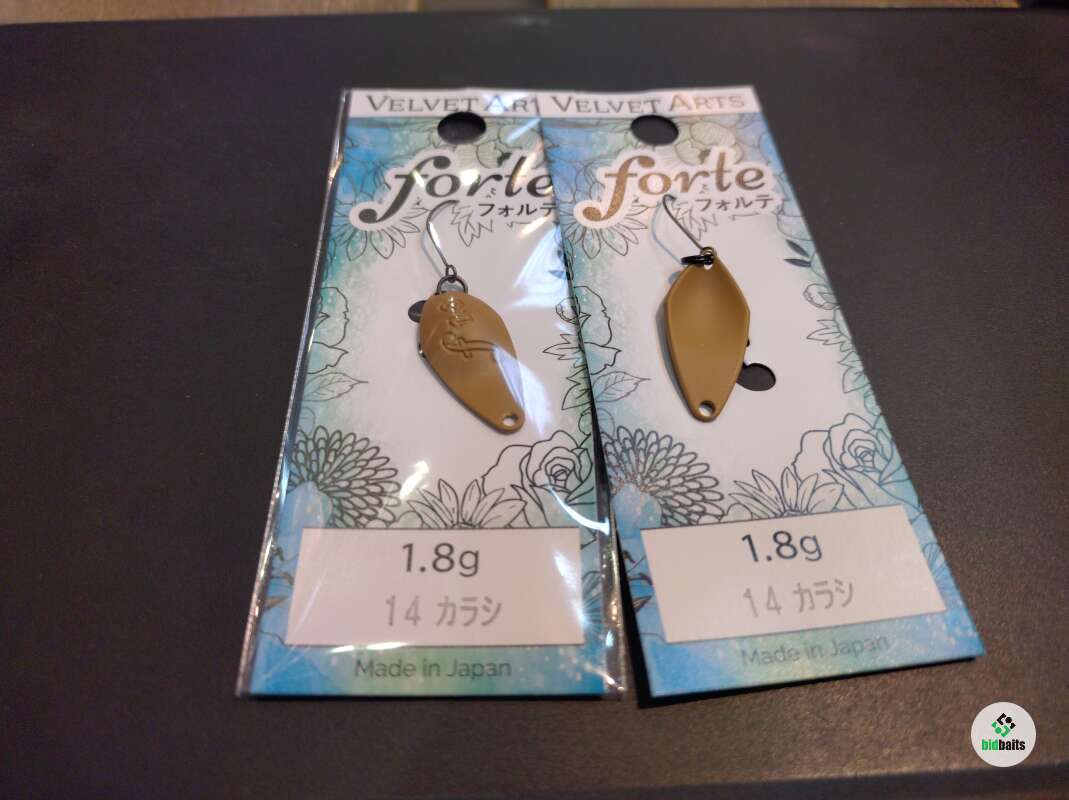 VELVET ART
forte
フォルテ
1.8g
14 カラシ
Made in Japan
VELVET ARTS
forte
フォルテ
1.8g
14 カラシ
Made in Japan
bidbaits